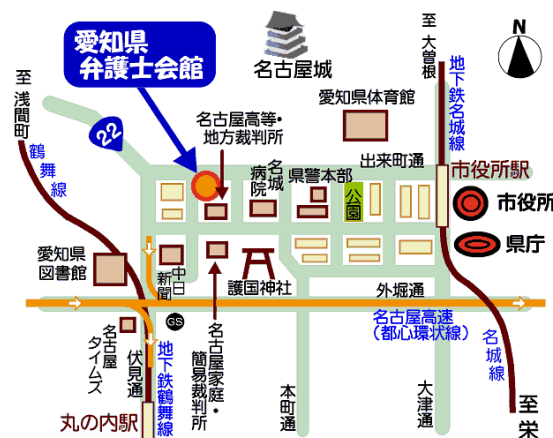 愛知県
弁護士会館
名古屋城
至大曽根
地下鉄名城線
N
至浅間町
鶴舞線
22
名古屋高等・
地方裁判所
愛知県体育館
出来町通
市役所駅
市役所
県庁
名城
病院
県警本部
公園
愛知県
図書館
中日
新聞
護国神社
外堀通
名古屋高速
（都心環状線）
名古屋
タイムズ
伏見通
GS
地下鉄鶴舞線
名古屋家庭・
簡易裁判所
本町通
大津通
名城線
至栄
丸の内駅